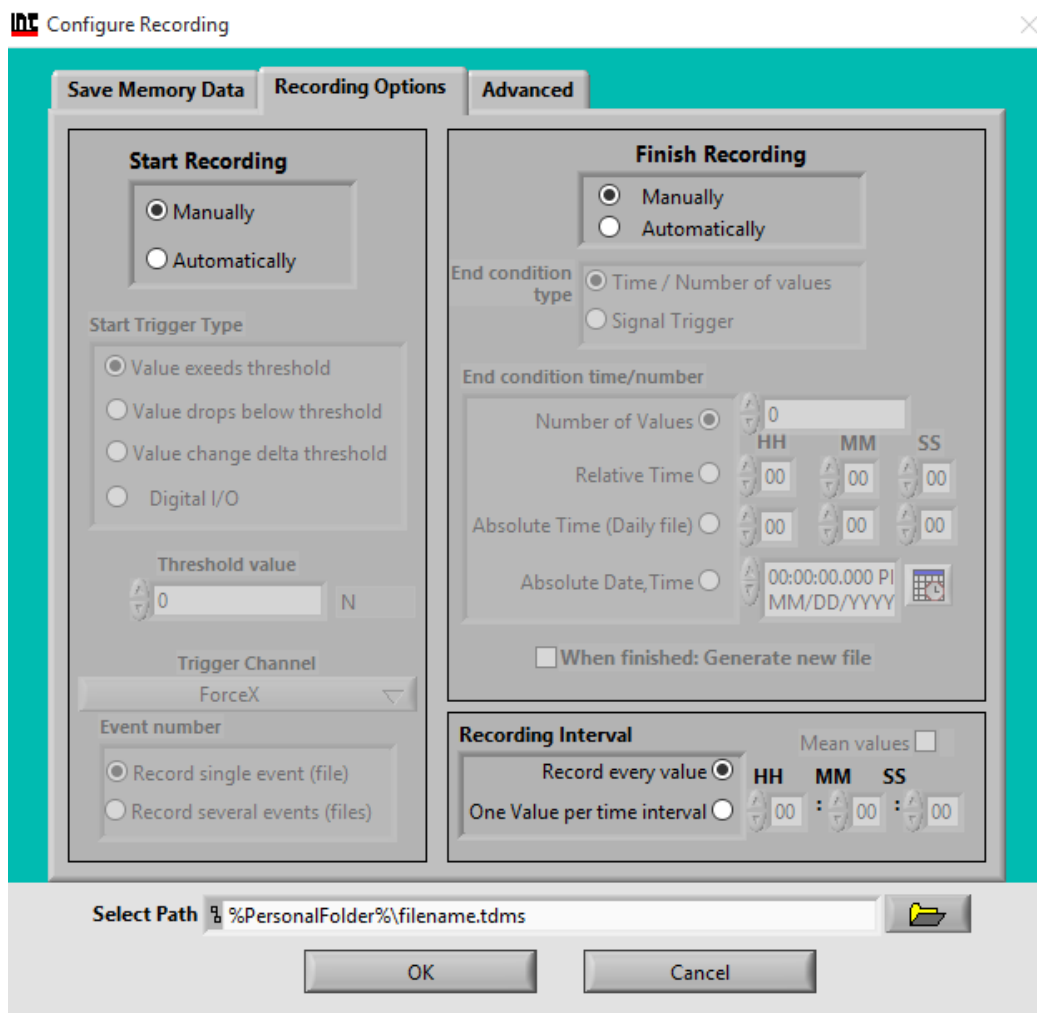 Configure Recording
Save Memory Data
Recording Options
Advanced
Start Recording
Manually
Automatically
Start Trigger Type
Value exeeds threshold
Value drops below threshold
Value change delta threshold
Digital I/O
Threshold value
0
N
Trigger Channel
ForceX
Event number
Record single event (file)
Record several events (files)
Finish Recording
Manually
Automatically
End condition
type
Time / Number of values
Signal Trigger
End condition time/number
Number of Values
0
HH MM SS
Relative Time
00 00 00
Absolute Time (Daily file)
00 00 00
Absolute Date,Time
00:00:00.000 P
MM/DD/YYYY
When finished: Generate new file
Recording Interval
Mean values
Record every value
HH MM SS
One Value per time interval
00 : 00 : 00
Select Path
%PersonalFolder%\filename.tdms
OK
Cancel